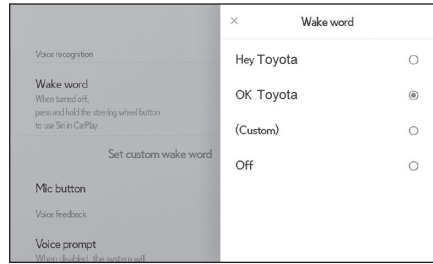 Voice recognition
Wake word
When turned off,
press and hold the steering wheel button
to use Siri in CarPlay.
Set custom wake word
Mic button
Voice feedback
Voice prompt
When disabled, the system will
× Wake word
Hey Toyota
OK Toyota
(Custom)
Off